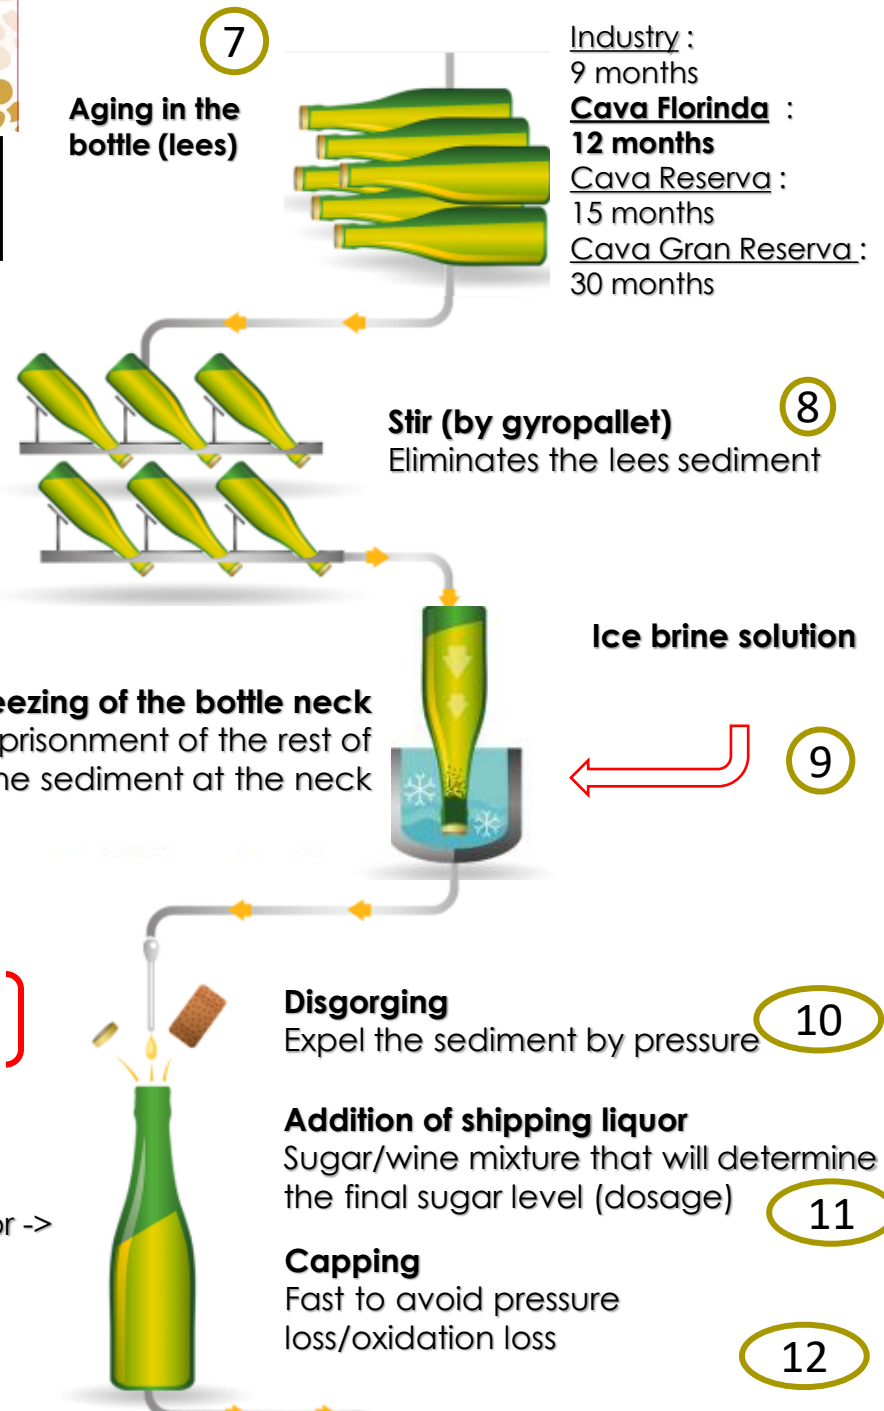 7
Aging in the
bottle (lees)
Industry :
9 months
Cava Florinda :
12 months
Cava Reserva :
15 months
Cava Gran Reserva :
30 months
Stir (by gyropallet)
8
Eliminates the lees sediment
Ice brine solution
ezing of the bottle neck
prisonment of the rest of
ne sediment at the neck
9
Disgorging
10
Expel the sediment by pressure
Addition of shipping liquor
Sugar/wine mixture that will determine
the final sugar level (dosage)
11
or ->
Capping
Fast to avoid pressure
loss/oxidation loss
12